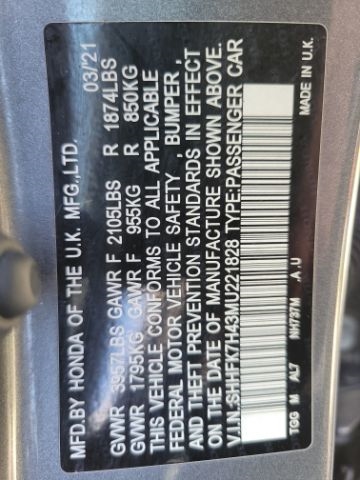 MFD.BY HONDA OF THE U.K. MFG.,LTD. 03/21
GVWR 3957LBS GAWR F 2105LBS R 1874LBS
GVWR 1795KG GAWR F 955KG R 850KG
THIS VEHICLE CONFORMS TO ALL APPLICABLE
FEDERAL MOTOR VEHICLE SAFETY , BUMPER ,
AND THEFT PREVENTION STANDARDS IN EFFECT
ON THE DATE OF MANUFACTURE SHOWN ABOVE.
V.I.N-SHHFK7H43MU221828 TYPE:PASSENGER CAR
TGG M AL7 NH737M .A.U MADE IN U.K.